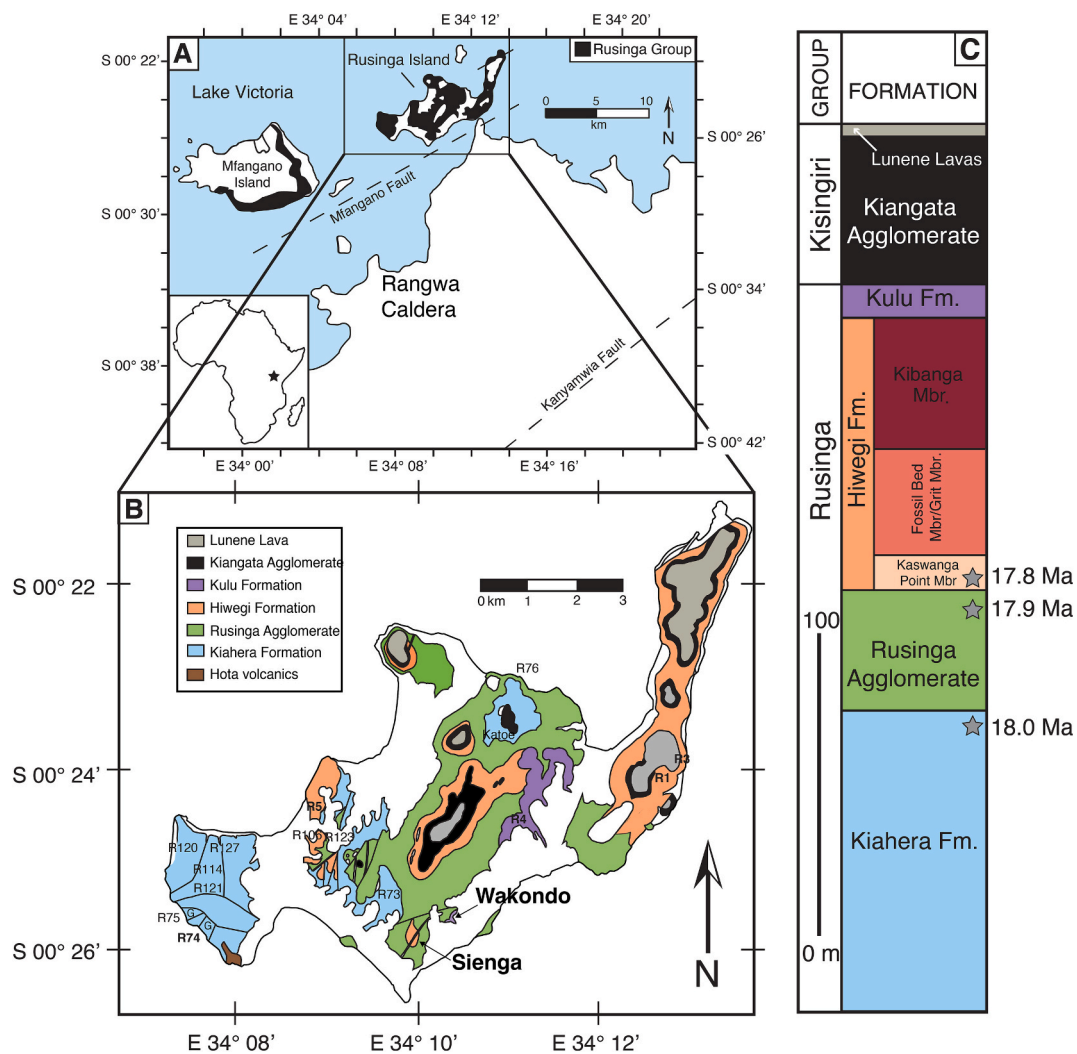 E 34° 04'
E 34° 12'
E 34° 20'
A
Rusinga Group
S 00° 22'
Rusinga Island
Lake Victoria
0
5
10
km
N
S 00° 26'
Mfangano
Island
Mfangano Fault
S 00° 30'
Rangwa
Caldera
S 00° 34'
S 00° 38'
Kanyamwia Fault
S 00° 42'
E 34° 00'
E 34° 08'
E 34° 16'
B
Lunene Lava
Kiangata Agglomerate
Kulu Formation
Hiwegi Formation
Rusinga Agglomerate
Kiahera Formation
Hota volcanics
0 km
1
2
3
S 00° 22'
R76
Katoe
S 00° 24'
R3
R1
R5
R4
R106
R123
R120
R127
R114
R121
R73
R75
G
G
R74
Wakondo
Sienga
S 00° 26'
N
E 34° 08'
E 34° 10'
E 34° 12'
C
GROUP
FORMATION
Lunene Lavas
Kisingiri
Kiangata
Agglomerate
Rusinga
Kulu Fm.
Hiwegi Fm.
Kibanga
Mbr.
Fossil Bed
Mbr/Grit Mbr.
Kaswanga
Point Mbr
17.8 Ma
17.9 Ma
100
Rusinga
Agglomerate
18.0 Ma
Kiahera Fm.
0 m